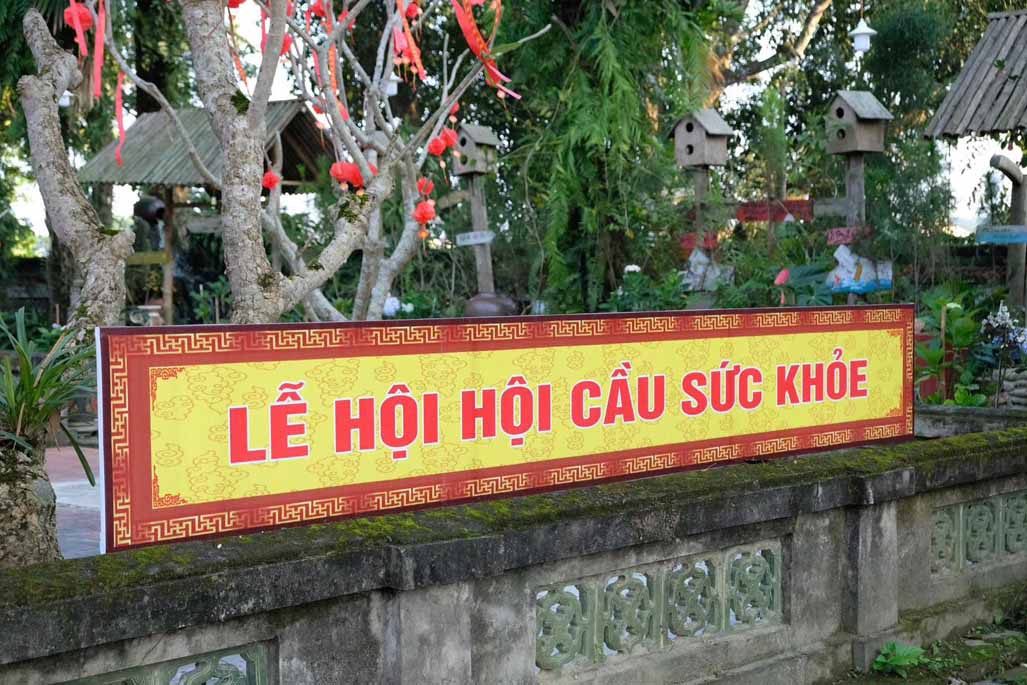 LỄ HỘI HỘI CẦU SỨC KHỎE